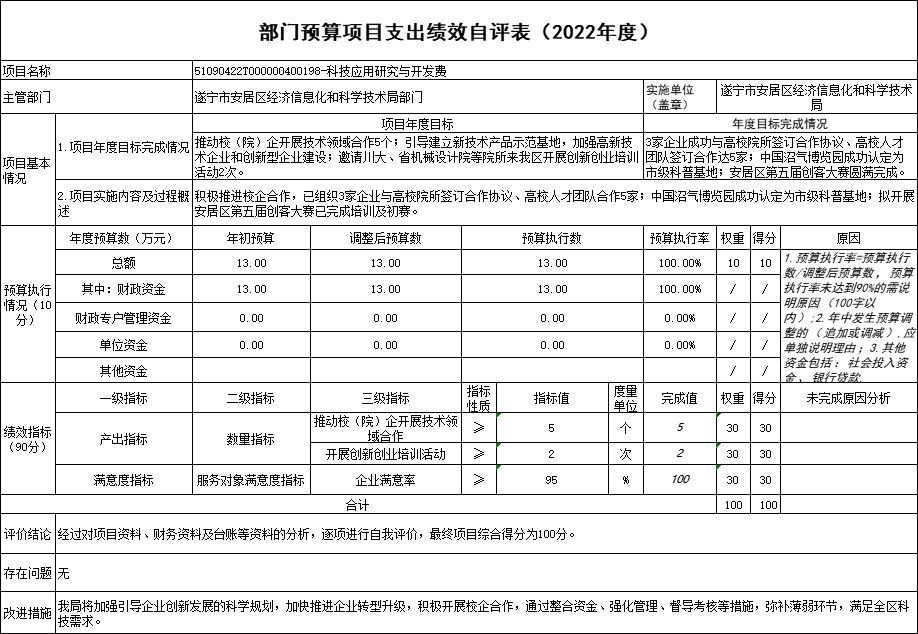 部门预算项目支出绩效自评表（2022年度）
项目名称 51090422T000000400198-科技应用研究与开发费
主管部门 遂宁市安居区经济信息化和科学技术局部门 实施单位（盖章） 遂宁市安居区经济信息化和科学技术局
项目基本情况 1.项目年度目标完成情况 项目年度目标 年度目标完成情况
推动校（院）企开展技术领域合作5个；引导建立新技术产品示范基地，加强高新技
术企业和创新型企业建设；邀请川大、省机械设计院等院所来我区开展创新创业培训
活动2次。
3家企业成功与高校院所签订合作协议、高校人才
团队签订合作达5家；中国沼气博览园成功认定为
市级科普基地；安居区第五届创客大赛圆满完成。
2.项目实施内容及过程概述
积极推进校企合作，已组织3家企业与高校院所签订合作协议、高校人才团队合作5家；中国沼气博览园成功认定为市级科普基地；拟开展
安居区第五届创客大赛已完成培训及初赛。
预算执行情况（10分） 年度预算数（万元） 年初预算 调整后预算数 预算执行数 预算执行率 权重 得分 原因
总额 13.00 13.00 13.00 100.00% 10 10
其中：财政资金 13.00 13.00 13.00 100.00% / /
财政专户管理资金 0.00 0.00 0.00 0.00% / /
单位资金 0.00 0.00 0.00 0.00% / /
其他资金 / /
1.预算执行率=预算执行
数/调整后预算数，预算
执行率未达到90%的需说
明原因（100字以
内）;2.年中发生预算调
整的（追加或调减）.应
单独说明理由；3.其他
资金包括：社会投入资
金、银行贷款.
绩效指标（90分） 一级指标 二级指标 三级指标 指标性质 指标值 度量单位 完成值 权重 得分 未完成原因分析
产出指标 数量指标 推动校（院）企开展技术领域合作 ≥ 5 个 5 30 30
开展创新创业培训活动 ≥ 2 次 2 30 30
满意度指标 服务对象满意度指标 企业满意率 ≥ 95 % 100 30 30
合计 100 100
评价结论 经过对项目资料、财务资料及台账等资料的分析，逐项进行自我评价，最终项目综合得分为100分。
存在问题 无
改进措施 我局将加强引导企业创新发展的科学规划，加快推进企业转型升级，积极开展校企合作，通过整合资金、强化管理、督导考核等措施，弥补薄弱环节，满足全区科
技需求。